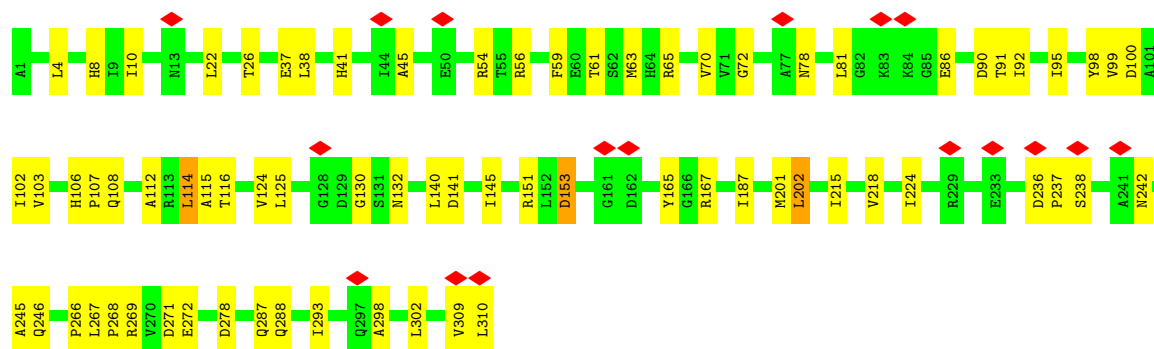 A1 L4 H8 I9 I10 N13 L22 T26 E37 L38 H41 I44 A45 E50 R54 T55 R56 F59 E60 T61 S62 M63 H64 R65 V70 V71 G72 A77 N78 L81 G82 K83 K84 G85 E86 D90 T91 I92 I95 Y98 V99 D100 A101
I102 V103 H106 P107 Q108 A112 R113 L114 A115 T116 V124 L125 G128 D129 G130 S131 N132 L140 D141 I145 R151 L152 D153 G161 D162 Y165 G166 R167 I187 M201 L202 I215 V218 I224 R229 E233 D236 P237 S238 A241 N242
A245 Q246 P266 L267 P268 R269 V270 D271 E272 D278 Q287 Q288 I293 Q297 A298 L302 V309 L310